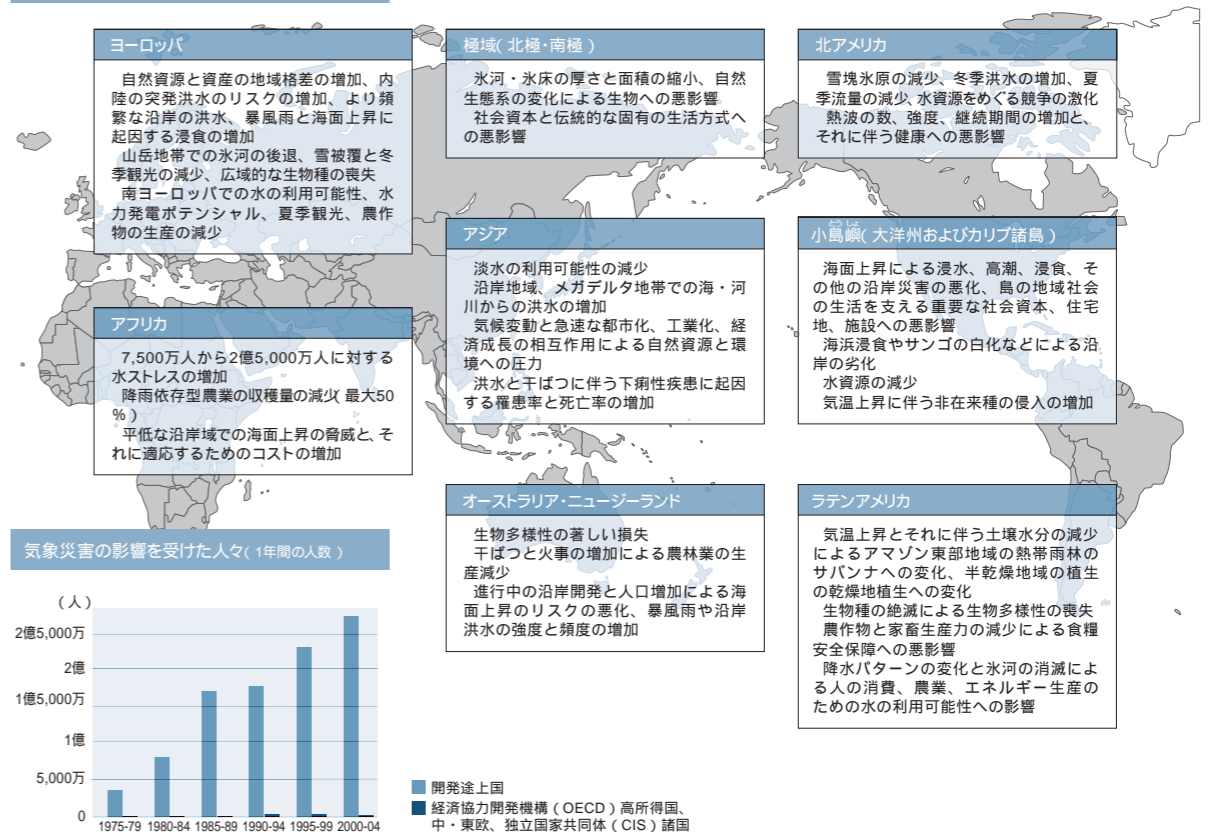 ヨーロッパ
自然資源と資産の地域格差の増加、内
陸の突発洪水のリスクの増加、より頻
繁な沿岸の洪水、暴風雨と海面上昇に
起因する浸食の増加
山岳地帯での氷河の後退、雪被覆と冬
季観光の減少、広域的な生物種の喪失
南ヨーロッパでの水の利用可能性、水
力発電ポテンシャル、夏季観光、農作
物の生産の減少
極域(北極・南極)
氷河・氷床の厚さと面積の縮小、自然
生態系の変化による生物への悪影響
社会資本と伝統的な固有の生活方式へ
の悪影響
北アメリカ
雪塊氷原の減少、冬季洪水の増加、夏
季流量の減少、水資源をめぐる競争の激化
熱波の数、強度、継続期間の増加と、
それに伴う健康への悪影響
アフリカ
7,500万人から2億5,000万人に対する
水ストレスの増加
降雨依存型農業の収穫量の減少(最大50
%)
平低な沿岸域での海面上昇の脅威と、そ
れに適応するためのコストの増加
アジア
淡水の利用可能性の減少
沿岸地域、メガデルタ地帯での海・河
川からの洪水の増加
気候変動と急速な都市化、工業化、経
済成長の相互作用による自然資源と環
境への圧力
洪水と干ばつに伴う下痢性疾患に起因
する罹患率と死亡率の増加
とうしょ
小島嶼(大洋州およびカリブ諸島)
海面上昇による浸水、高潮、浸食、そ
の他の沿岸災害の悪化、島の地域社会
の生活を支える重要な社会資本、住宅
地、施設への悪影響
海浜浸食やサンゴの白化などによる沿
岸の劣化
水資源の減少
気温上昇に伴う非在来種の侵入の増加
オーストラリア・ニュージーランド
生物多様性の著しい損失
干ばつと火事の増加による農林業の生
産減少
進行中の沿岸開発と人口増加による海
面上昇のリスクの悪化、暴風雨や沿岸
洪水の強度と頻度の増加
ラテンアメリカ
気温上昇とそれに伴う土壌水分の減少
によるアマゾン東部地域の熱帯雨林の
サバンナへの変化、半乾燥地域の植生
の乾燥地植生への変化
生物種の絶滅による生物多様性の喪失
農作物と家畜生産力の減少による食糧
安全保障への悪影響
降水パターンの変化と氷河の消滅によ
る人の消費、農業、エネルギー生産の
ための水の利用可能性への影響
気象災害の影響を受けた人々(1年間の人数)
(人)
2億5,000万
2億
1億5,000万
1億
5,000万
0
1975-79 1980-84 1985-89 1990-94 1995-99 2000-04
開発途上国
経済協力開発機構(OECD)高所得国、
中・東欧、独立国家共同体(CIS)諸国